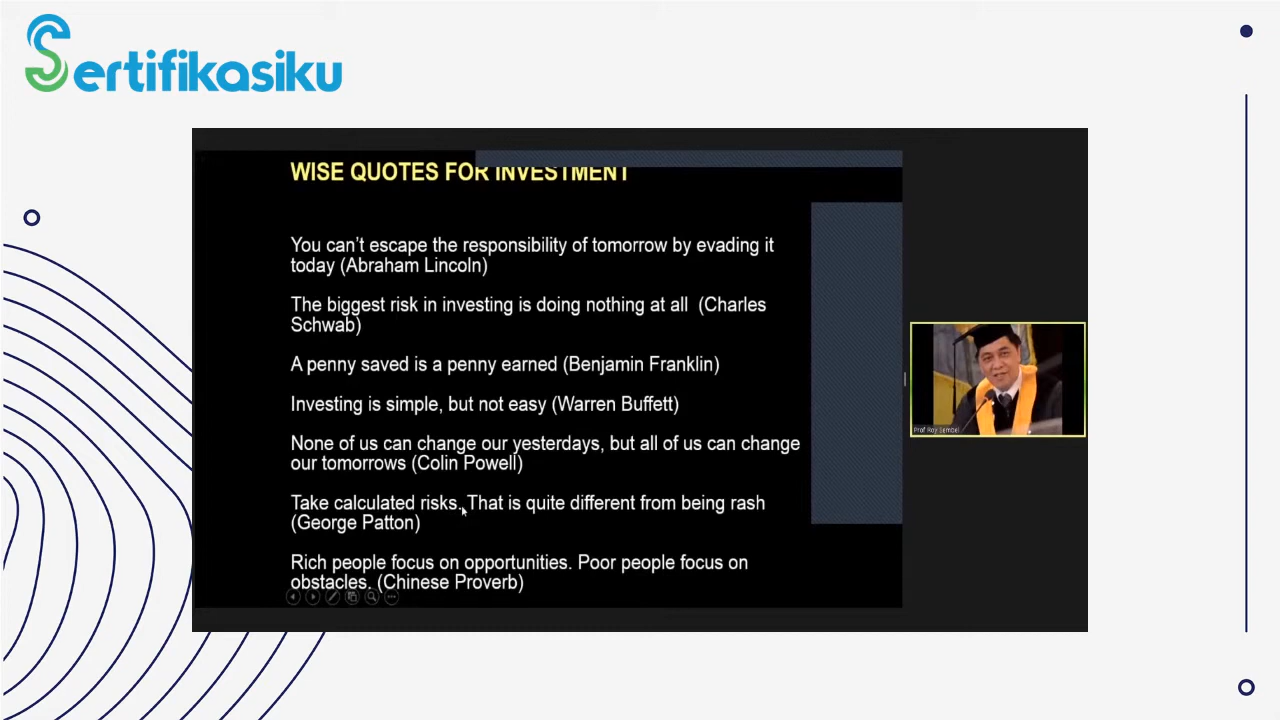 Sertifikasiku
WISE QUOTES FOR INVESTMENT
You can't escape the responsibility of tomorrow by evading it
today (Abraham Lincoln)
The biggest risk in investing is doing nothing at all (Charles
Schwab)
A penny saved is a penny earned (Benjamin Franklin)
Investing is simple, but not easy (Warren Buffett)
None of us can change our yesterdays, but all of us can change
our tomorrows (Colin Powell)
Take calculated risks. That is quite different from being rash
(George Patton)
Rich people focus on opportunities. Poor people focus on
obstacles. (Chinese Proverb)
Prof Roy Sembel